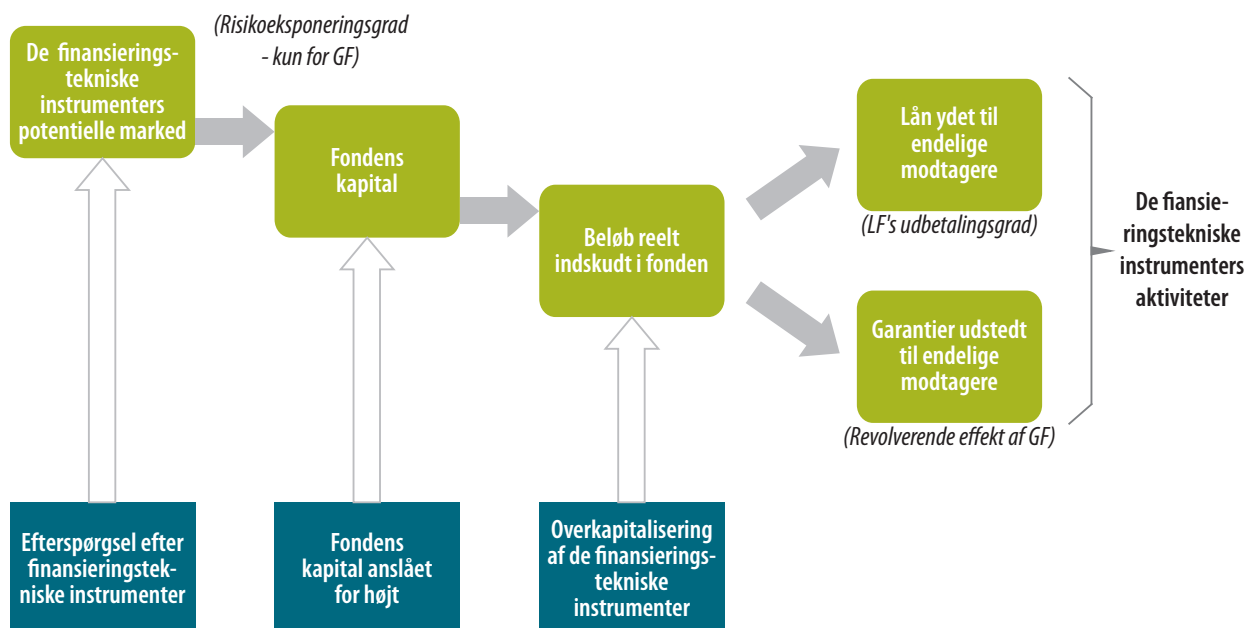 De finansierings-
tekniske
instrumenters
potentielle marked
(Risikoeksponeringsgrad
- kun for GF)
Fondens
kapital
Beløb reelt
indskudt i fonden
Lån ydet til
endelige
modtagere
(LF's udbetalingsgrad)
Garantier udstedt
til endelige
modtagere
(Revolverende effekt af GF)
De fiansie-
ringstekniske
instrumenters
aktiviteter
Efterspørgsel efter
finansieringstek-
niske instrumenter
Fondens
kapital anslået
for højt
Overkapitalisering
af de finansierings-
tekniske
instrumenter